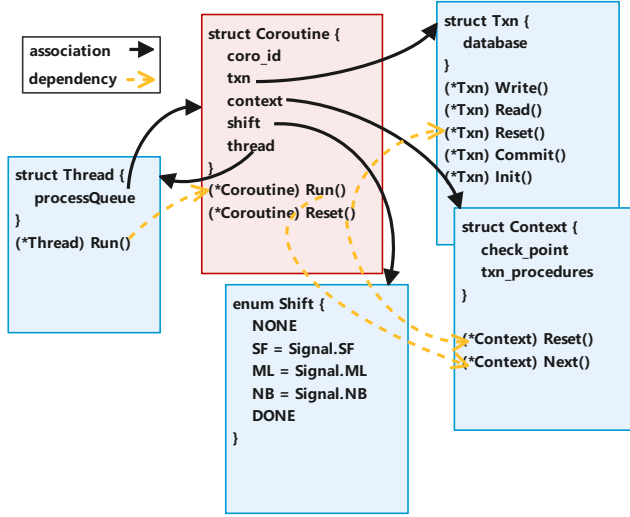 association
dependency
struct Thread {
processQueue
}
(*Thread) Run()
struct Coroutine {
coro_id
txn
context
shift
thread
}
(*Coroutine) Run()
(*Coroutine) Reset()
struct Txn {
database
}
(*Txn) Write()
(*Txn) Read()
(*Txn) Reset()
(*Txn) Commit()
(*Txn) Init()
struct Context {
check_point
txn_procedures
}
(*Context) Reset()
(*Context) Next()
enum Shift {
NONE
SF = Signal.SF
ML = Signal.ML
NB = Signal.NB
DONE
}